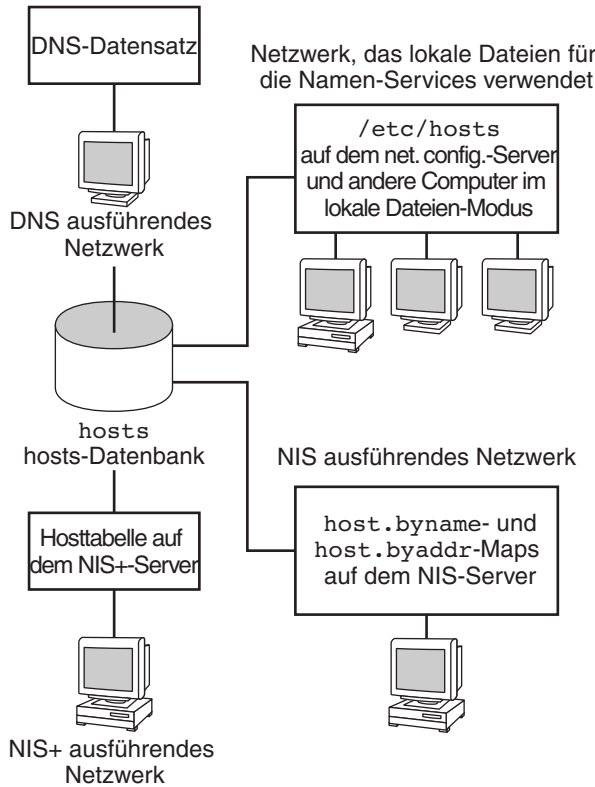 DNS-Datensatz
DNS ausführendes
Netzwerk
Netzwerk, das lokale Dateien für
die Namen-Services verwendet
/etc/hosts
auf dem net. config.-Server
und andere Computer im
lokale Dateien-Modus
hosts
hosts-Datenbank
NIS ausführendes Netzwerk
host.byname- und
host.byaddr-Maps
auf dem NIS-Server
Hosttabelle auf
dem NIS+-Server
NIS+ ausführendes
Netzwerk